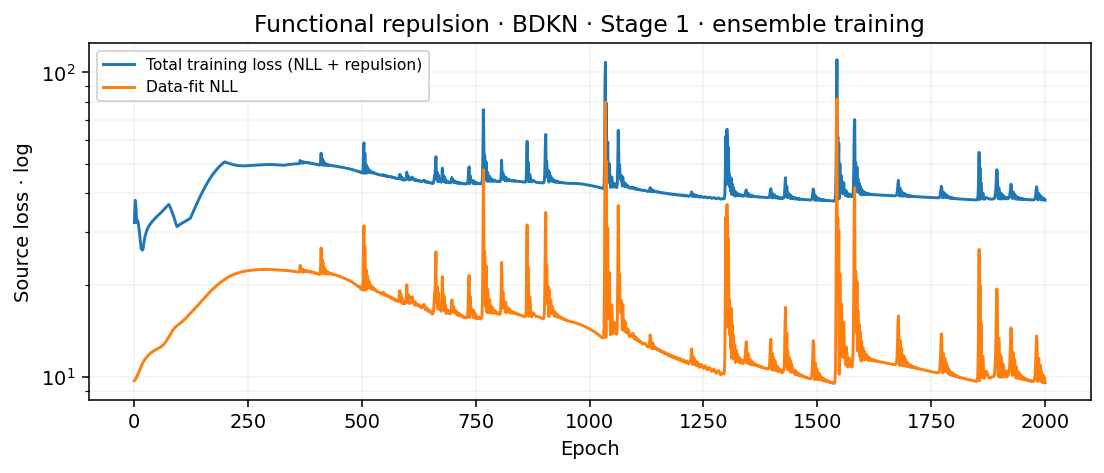 Functional repulsion · BDKN · Stage 1 · ensemble training
Total training loss (NLL + repulsion)
Data-fit NLL
Source loss · log
10²
10¹
0 250 500 750 1000 1250 1500 1750 2000
Epoch